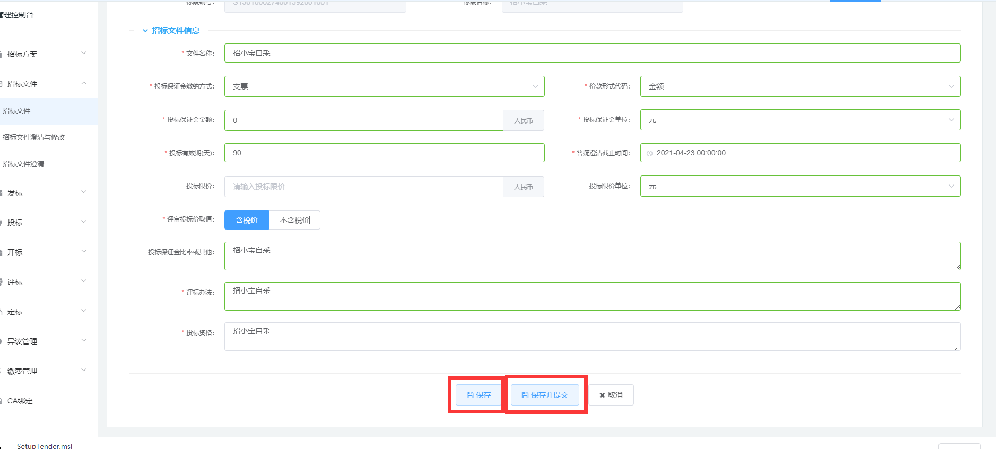 标段编号: S1301000274001592001001 标段名称: 招小宝自采
管理控制台
招标方案
招标文件
招标文件
招标文件澄清与修改
招标文件澄清
发标
投标
开标
评标
定标
异议管理
缴费管理
CA绑定
招标文件信息
* 文件名称: 招小宝自采
* 投标保证金缴纳方式: 支票 * 价款形式代码: 金额
* 投标保证金金额: 0 人民币 * 投标保证金单位: 元
* 投标有效期(天): 90 * 答疑澄清截止时间: 2021-04-23 00:00:00
投标限价: 请输入投标限价 人民币 投标限价单位: 元
* 评审投标价取值: 含税价 不含税价
投标保证金比率或其他: 招小宝自采
* 评标办法: 招小宝自采
* 投标资格: 招小宝自采
保存 保存并提交 取消
SetupTender.msi